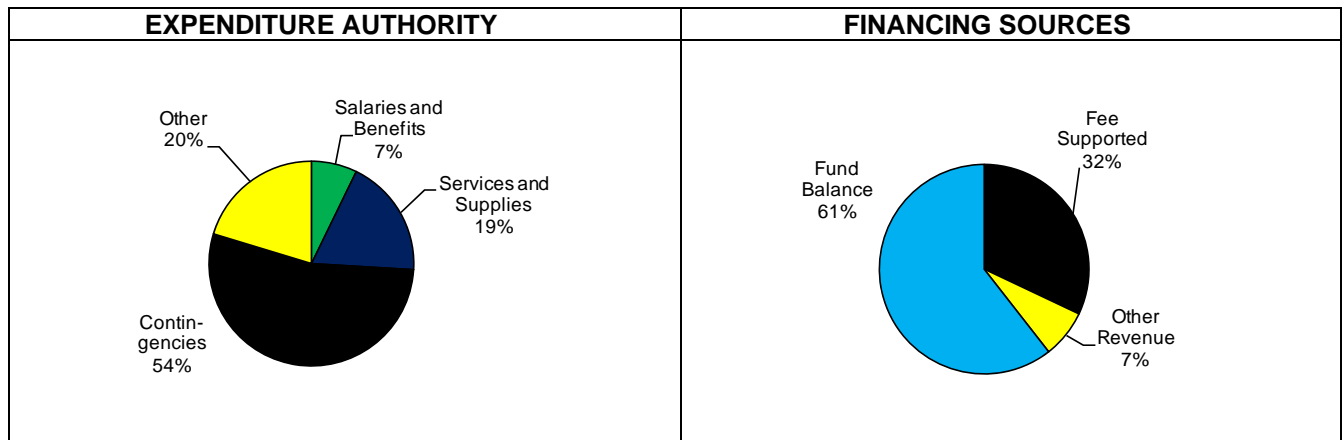 EXPENDITURE AUTHORITY
FINANCING SOURCES
Salaries and
Benefits
7%
Services and
Supplies
19%
Contin-
gencies
54%
Other
20%
Fee
Supported
32%
Other
Revenue
7%
Fund
Balance
61%